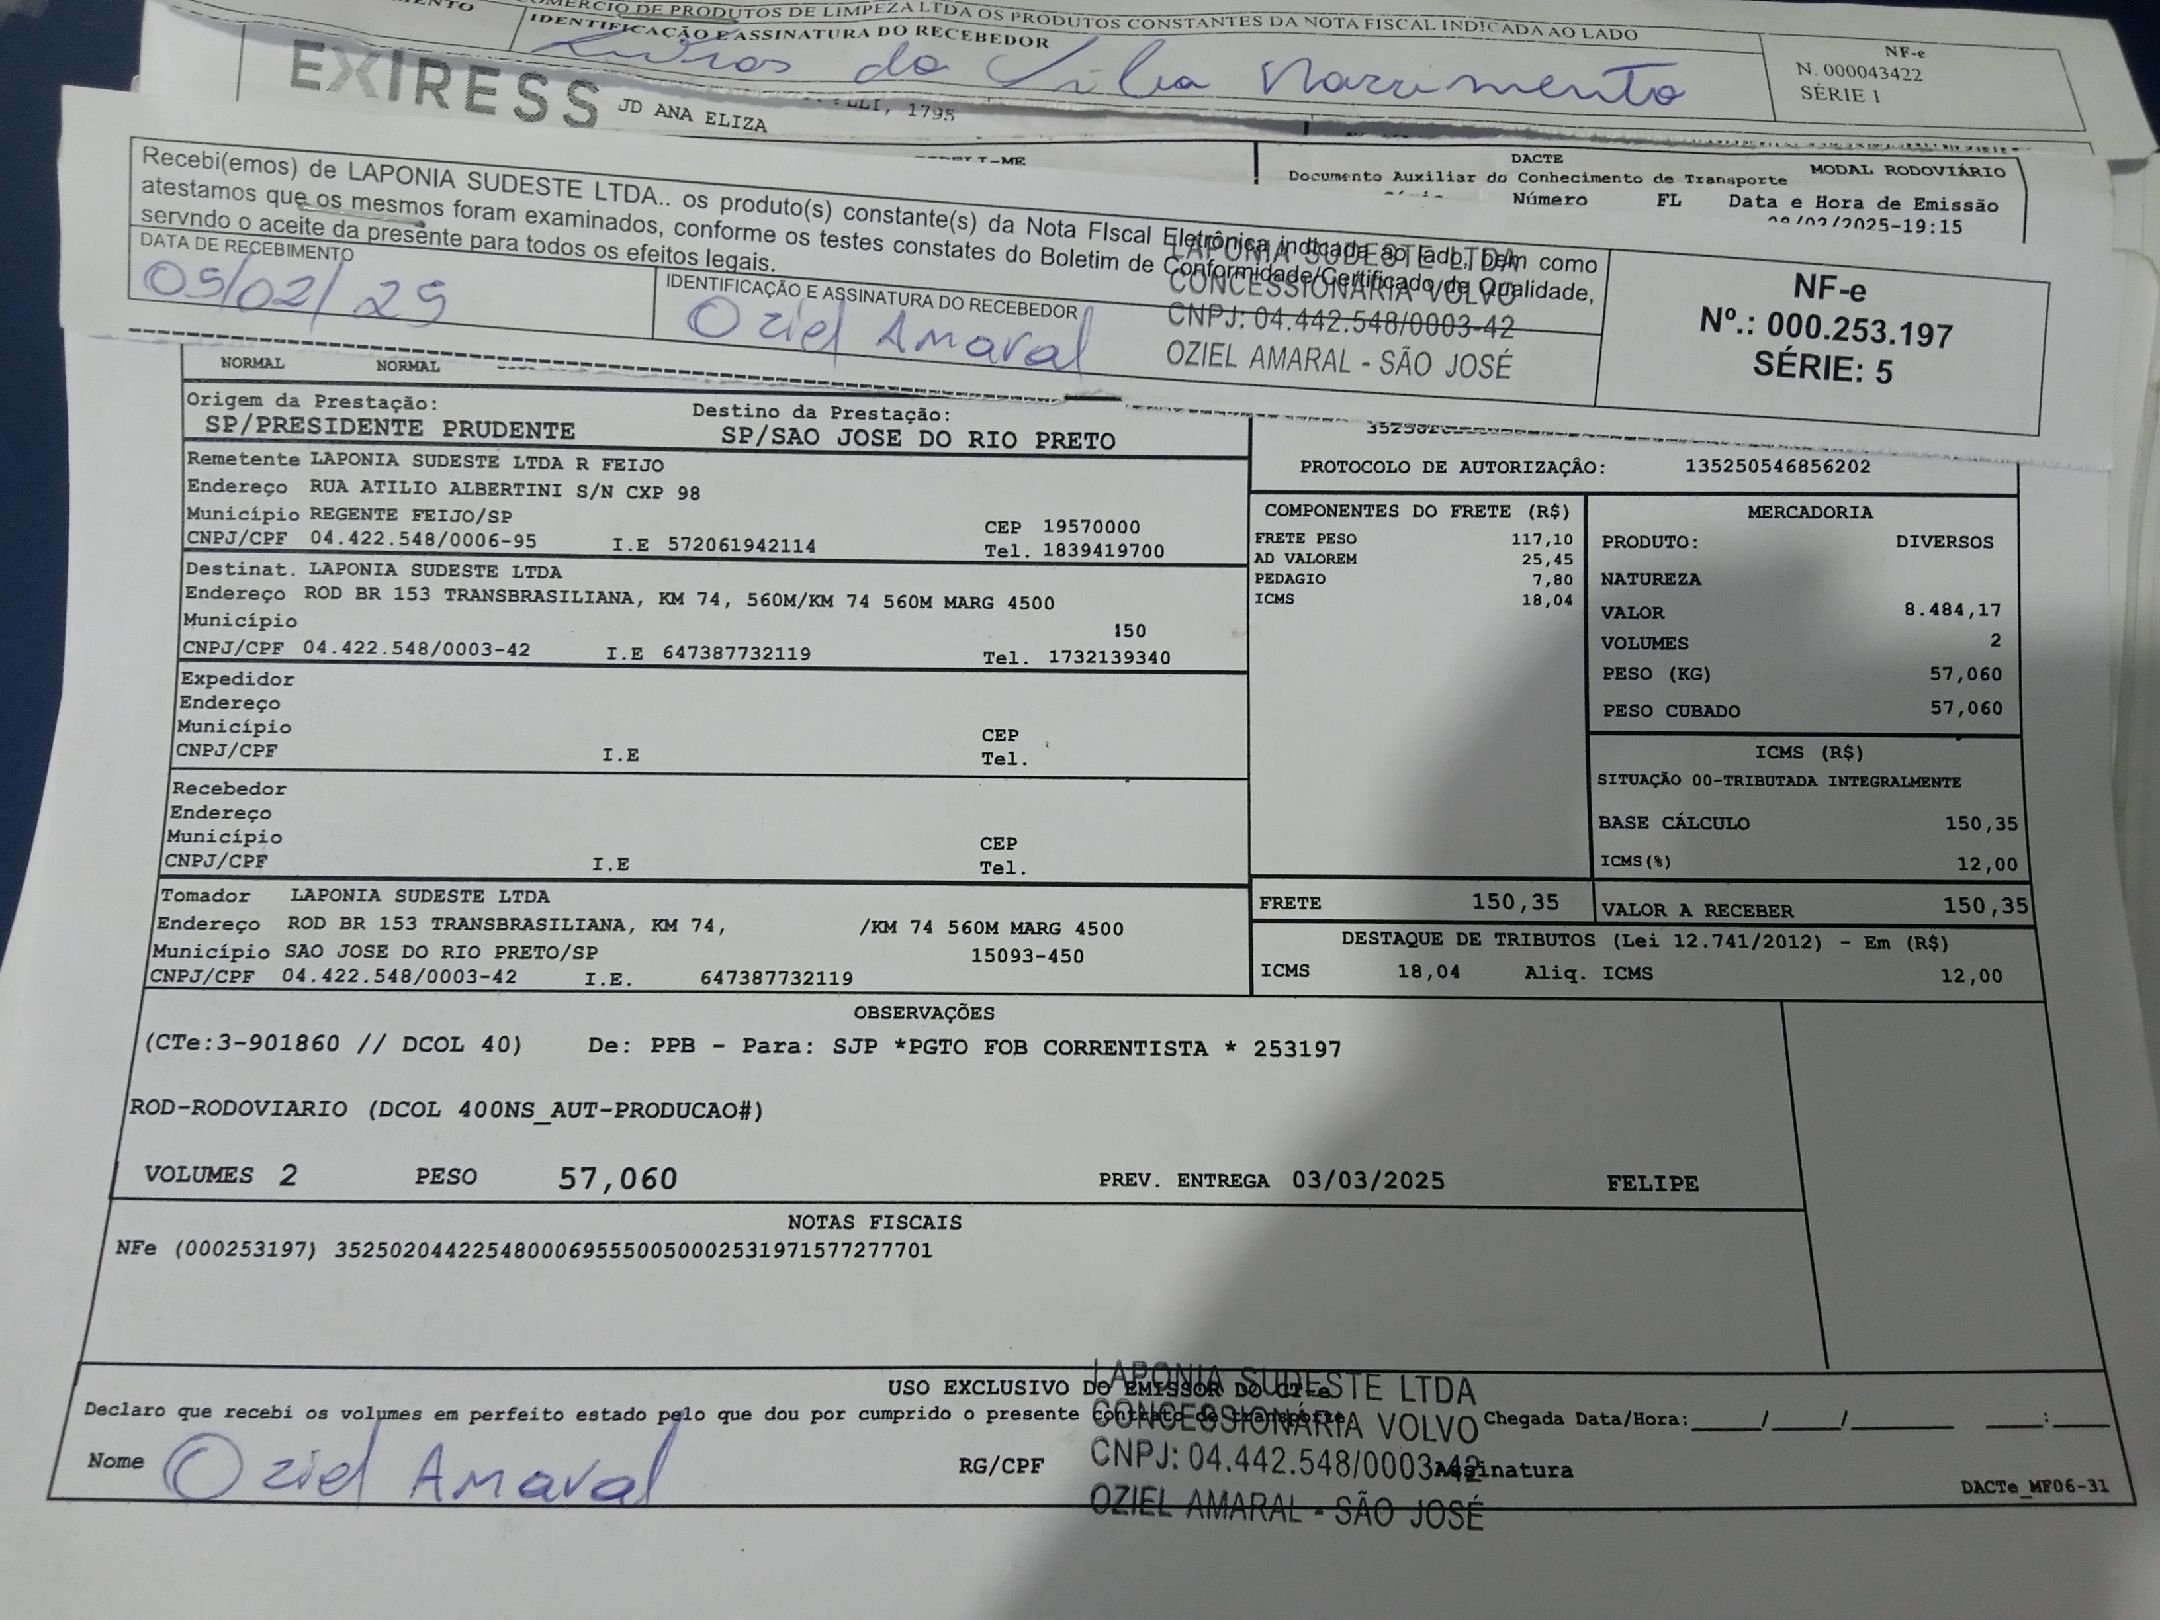 COMERCIO DE PRODUTOS DE LIMPEZA LTDA OS PRODUTOS CONSTANTES DA NOTA FISCAL INDICADA AO LADO
IDENTIFICAÇÃO E ASSINATURA DO RECEBEDOR
da Silva Nascimento
NF-e
N. 000043422
SÉRIE 1
EXIRESS
JD ANA ELIZA
, 1795
DACTE
Documento Auxiliar do Conhecimento de Transporte
MODAL RODOVIÁRIO
Número FL Data e Hora de Emissão
/2025-19:15
Recebi(emos) de LAPONIA SUDESTE LTDA.. os produto(s) constante(s) da Nota FIscal Eletrônica indicada ao lado, bem como
atestamos que os mesmos foram examinados, conforme os testes constates do Boletim de Conformidade/Certificado de Qualidade,
servndo o aceite da presente para todos os efeitos legais.
DATA DE RECEBIMENTO
05/02/25
IDENTIFICAÇÃO E ASSINATURA DO RECEBEDOR
Oziel Amaral
LAPONIA SUDESTE LTDA
CONCESSIONÁRIA VOLVO
CNPJ: 04.442.548/0003-42
OZIEL AMARAL - SÃO JOSÉ
NF-e
Nº.: 000.253.197
SÉRIE: 5
NORMAL NORMAL
Origem da Prestação: Destino da Prestação:
SP/PRESIDENTE PRUDENTE SP/SAO JOSE DO RIO PRETO
PROTOCOLO DE AUTORIZAÇÃO: 135250546856202
Remetente LAPONIA SUDESTE LTDA R FEIJO
Endereço RUA ATILIO ALBERTINI S/N CXP 98
Município REGENTE FEIJO/SP CEP 19570000
CNPJ/CPF 04.422.548/0006-95 I.E 572061942114 Tel. 1839419700
Destinat. LAPONIA SUDESTE LTDA
Endereço ROD BR 153 TRANSBRASILIANA, KM 74, 560M/KM 74 560M MARG 4500
Município 150
CNPJ/CPF 04.422.548/0003-42 I.E 647387732119 Tel. 1732139340
Expedidor
Endereço
Município CEP
CNPJ/CPF I.E Tel.
Recebedor
Endereço
Município CEP
CNPJ/CPF I.E Tel.
Tomador LAPONIA SUDESTE LTDA
Endereço ROD BR 153 TRANSBRASILIANA, KM 74, /KM 74 560M MARG 4500
Município SAO JOSE DO RIO PRETO/SP 15093-450
CNPJ/CPF 04.422.548/0003-42 I.E. 647387732119
COMPONENTES DO FRETE (R$)
FRETE PESO 117,10
AD VALOREM 25,45
PEDAGIO 7,80
ICMS 18,04
MERCADORIA
PRODUTO: DIVERSOS
NATUREZA
VALOR 8.484,17
VOLUMES 2
PESO (KG) 57,060
PESO CUBADO 57,060
ICMS (R$)
SITUAÇÃO 00-TRIBUTADA INTEGRALMENTE
BASE CÁLCULO 150,35
ICMS(%) 12,00
FRETE 150,35 VALOR A RECEBER 150,35
DESTAQUE DE TRIBUTOS (Lei 12.741/2012) - Em (R$)
ICMS 18,04 Aliq. ICMS 12,00
OBSERVAÇÕES
(CTe:3-901860 // DCOL 40) De: PPB - Para: SJP *PGTO FOB CORRENTISTA * 253197
ROD-RODOVIARIO (DCOL 400NS_AUT-PRODUCAO#)
VOLUMES 2 PESO 57,060 PREV. ENTREGA 03/03/2025 FELIPE
NOTAS FISCAIS
NFe (000253197) 35250204422548000695550050002531971577277701
USO EXCLUSIVO DO EMISSOR DO CT-e
Declaro que recebi os volumes em perfeito estado pelo que dou por cumprido o presente contrato de transporte Chegada Data/Hora:___/___/____ __:__
Nome Oziel Amaral RG/CPF Assinatura
LAPONIA SUDESTE LTDA
CONCESSIONÁRIA VOLVO
CNPJ: 04.442.548/0003-42
OZIEL AMARAL - SÃO JOSÉ
DACTe_MF06-31